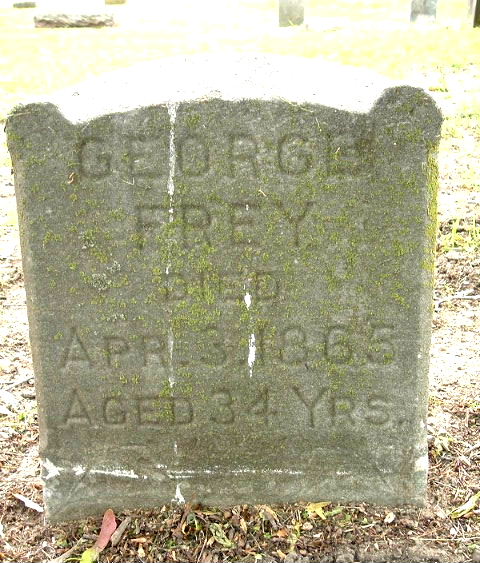 GEORGE
FREY
DIED
APR. 3, 1865
AGED 34 YRS.